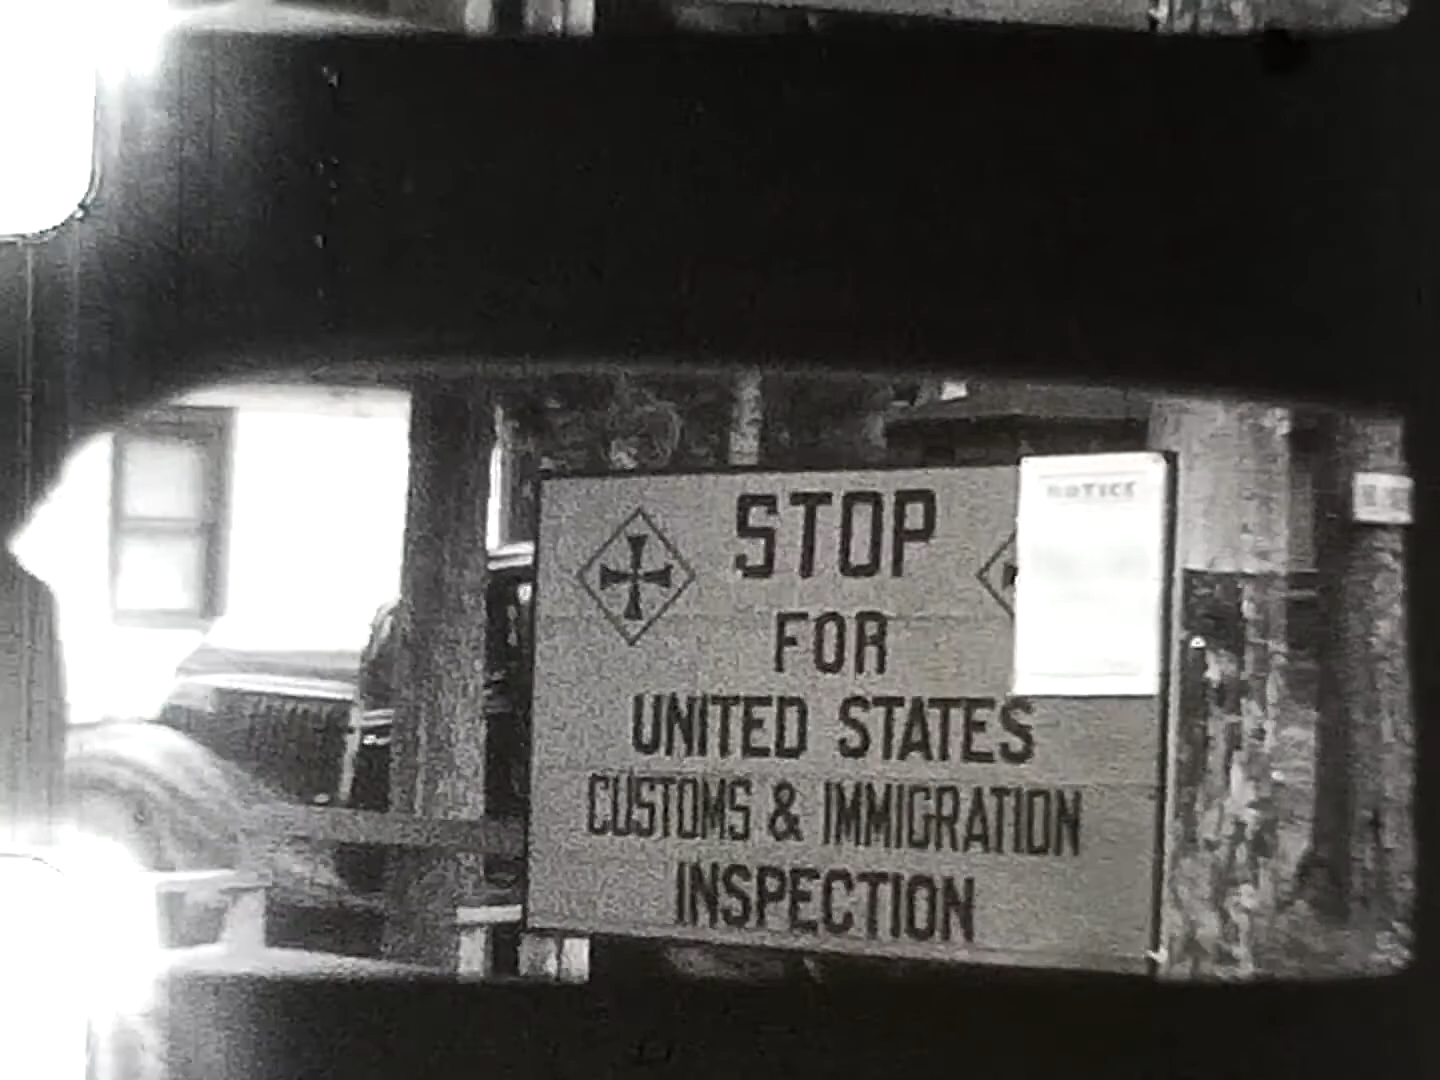 STOP
NOTICE
FOR
UNITED STATES
CUSTOMS & IMMIGRATION
INSPECTION